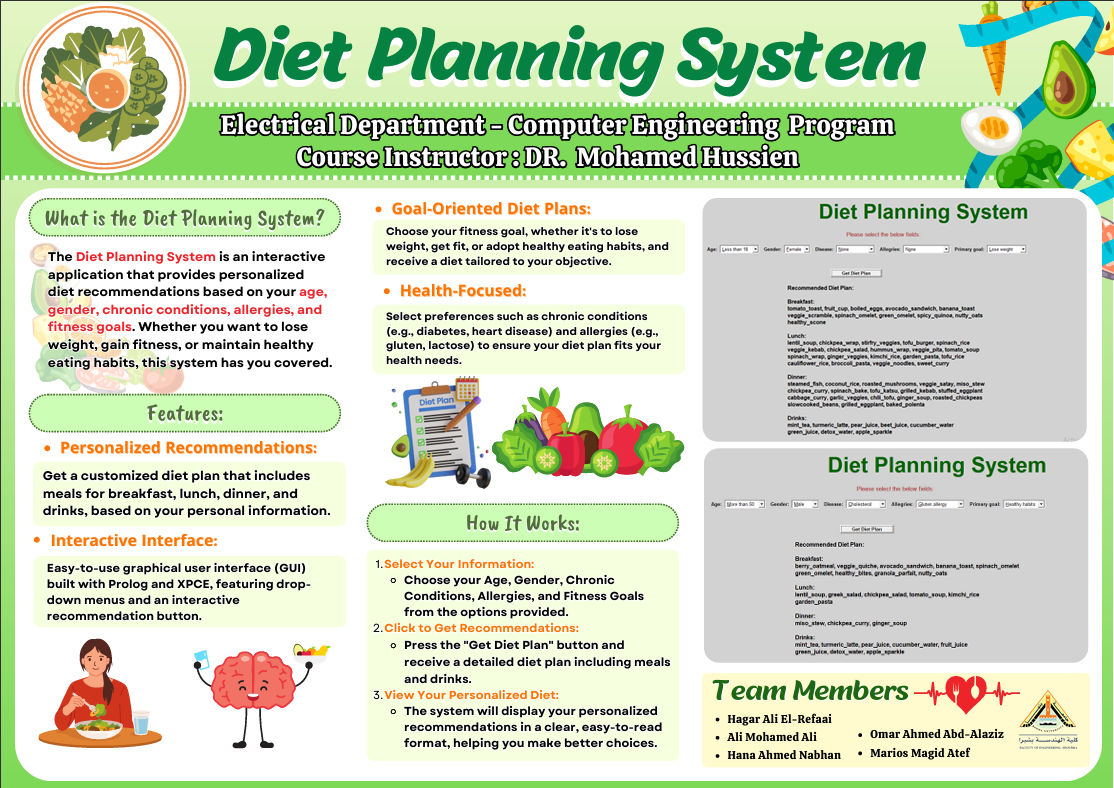 Diet Planning System
Electrical Department - Computer Engineering Program
Course Instructor : DR. Mohamed Hussien
What is the Diet Planning System?
The Diet Planning System is an interactive
application that provides personalized
diet recommendations based on your age,
gender, chronic conditions, allergies, and
fitness goals. Whether you want to lose
weight, gain fitness, or maintain healthy
eating habits, this system has you covered.
Features:
• Personalized Recommendations:
Get a customized diet plan that includes
meals for breakfast, lunch, dinner, and
drinks, based on your personal information.
• Interactive Interface:
Easy-to-use graphical user interface (GUI)
built with Prolog and XPCE, featuring drop-
down menus and an interactive
recommendation button.
• Goal-Oriented Diet Plans:
Choose your fitness goal, whether it's to lose
weight, get fit, or adopt healthy eating habits, and
receive a diet tailored to your objective.
• Health-Focused:
Select preferences such as chronic conditions
(e.g., diabetes, heart disease) and allergies (e.g.,
gluten, lactose) to ensure your diet plan fits your
health needs.
Diet Plan
How It Works:
1. Select Your Information:
Choose your Age, Gender, Chronic
Conditions, Allergies, and Fitness Goals
from the options provided.
2. Click to Get Recommendations:
Press the "Get Diet Plan" button and
receive a detailed diet plan including meals
and drinks.
3. View Your Personalized Diet:
The system will display your personalized
recommendations in a clear, easy-to-read
format, helping you make better choices.
Diet Planning System
Please select the below fields:
Age: Less than 18 Gender: Female Disease: None Allergies: None Primary goal: Lose weight
Get Diet Plan
Recommended Diet Plan:
Breakfast:
tomato_toast, fruit_cup, boiled_eggs, avocado_sandwich, banana_toast
veggie_scramble, spinach_omelet, green_omelet, spicy_quinoa, nutty_oats
healthy_scone
Lunch:
lentil_soup, chickpea_wrap, stirfry_veggies, tofu_burger, spinach_rice
veggie_kebab, chickpea_salad, hummus_wrap, veggie_pita, tomato_soup
spinach_wrap, ginger_veggies, kimchi_rice, garden_pasta, tofu_rice
cauliflower_rice, broccoli_pasta, veggie_noodles, sweet_curry
Dinner:
steamed_fish, coconut_rice, roasted_mushrooms, veggie_satay, miso_stew
chickpea_curry, spinach_bake, tofu_katsu, grilled_kebab, stuffed_eggplant
cabbage_curry, garlic_veggies, chili_tofu, ginger_soup, roasted_chickpeas
slowcooked_beans, grilled_eggplant, baked_polenta
Drinks:
mint_tea, turmeric_latte, pear_juice, beet_juice, cucumber_water
green_juice, detox_water, apple_sparkle
Diet Planning System
Please select the below fields:
Age: More than 50 Gender: Male Disease: Cholesterol Allergies: Gluten allergy Primary goal: Healthy habits
Get Diet Plan
Recommended Diet Plan:
Breakfast:
berry_oatmeal, veggie_quiche, avocado_sandwich, banana_toast, spinach_omelet
green_omelet, healthy_bites, granola_parfait, nutty_oats
Lunch:
lentil_soup, greek_salad, chickpea_salad, tomato_soup, kimchi_rice
garden_pasta
Dinner:
miso_stew, chickpea_curry, ginger_soup
Drinks:
mint_tea, turmeric_latte, pear_juice, cucumber_water, fruit_juice
green_juice, detox_water, apple_sparkle
Team Members
• Hagar Ali El-Refaai
• Ali Mohamed Ali
• Hana Ahmed Nabhan
• Omar Ahmed Abd-Alaziz
• Marios Magid Atef
كلية الهندسة بشبرا
FACULTY OF ENGINEERING, SHOUBRA